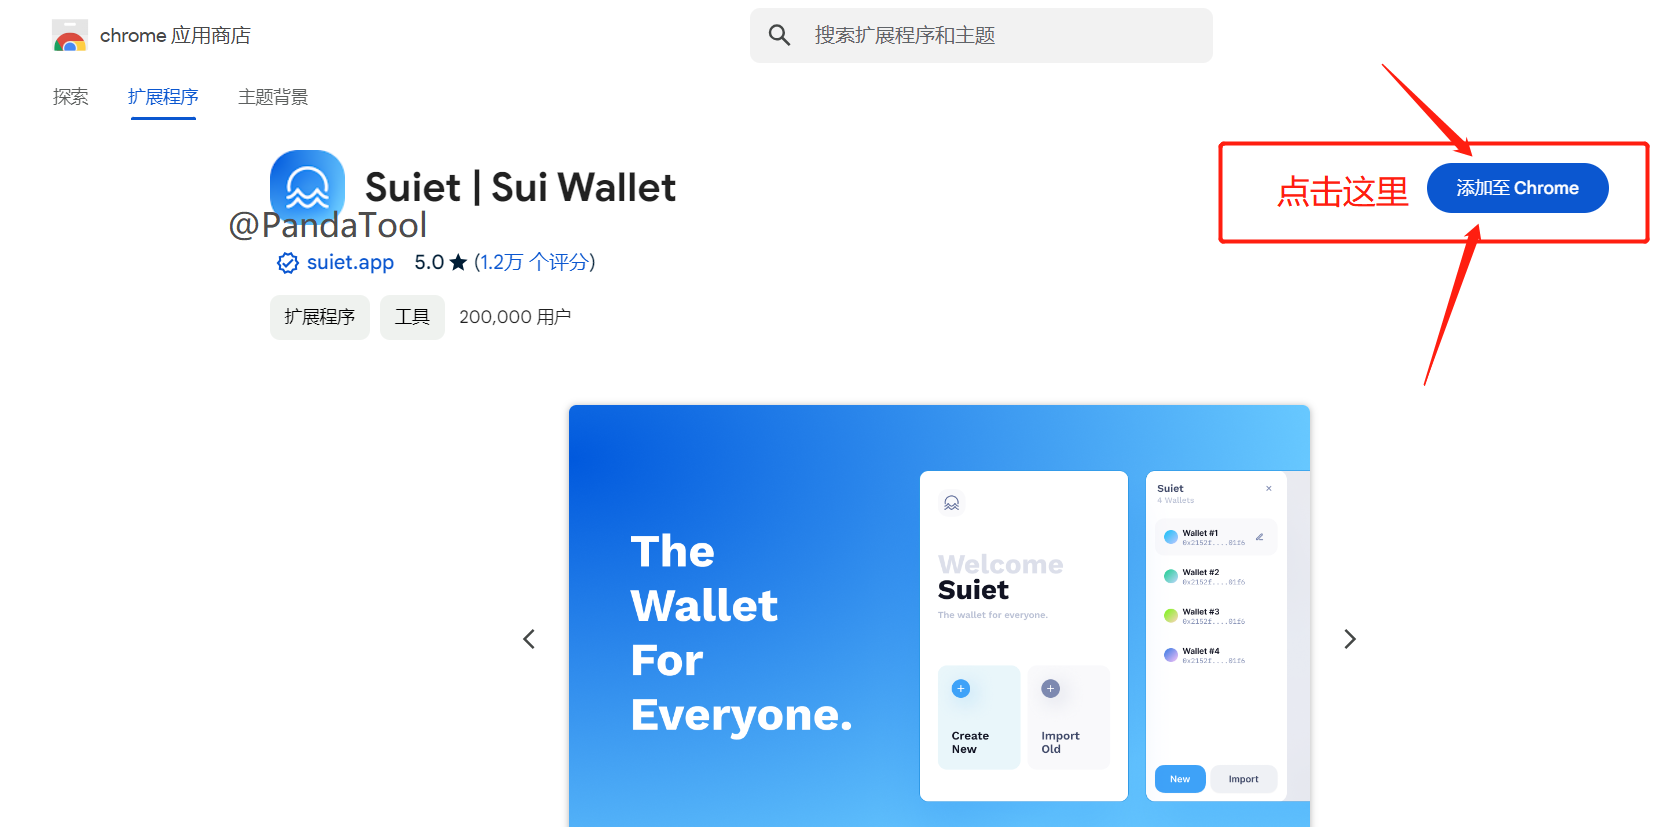 chrome 应用商店
搜索扩展程序和主题
探索 扩展程序 主题背景
Suiet | Sui Wallet
点击这里 添加至 Chrome
@PandaTool
suiet.app 5.0 ★ (1.2万 个评分)
扩展程序 工具 200,000 用户
The
Wallet
For
Everyone.
Welcome
Suiet
The wallet for everyone.
Create
New
Import
Old
Suiet ×
4 Wallets
Wallet #1
0x2152f....01f6
Wallet #2
0x2152f....01f6
Wallet #3
0x2152f....01f6
Wallet #4
0x2152f....01f6
New Import